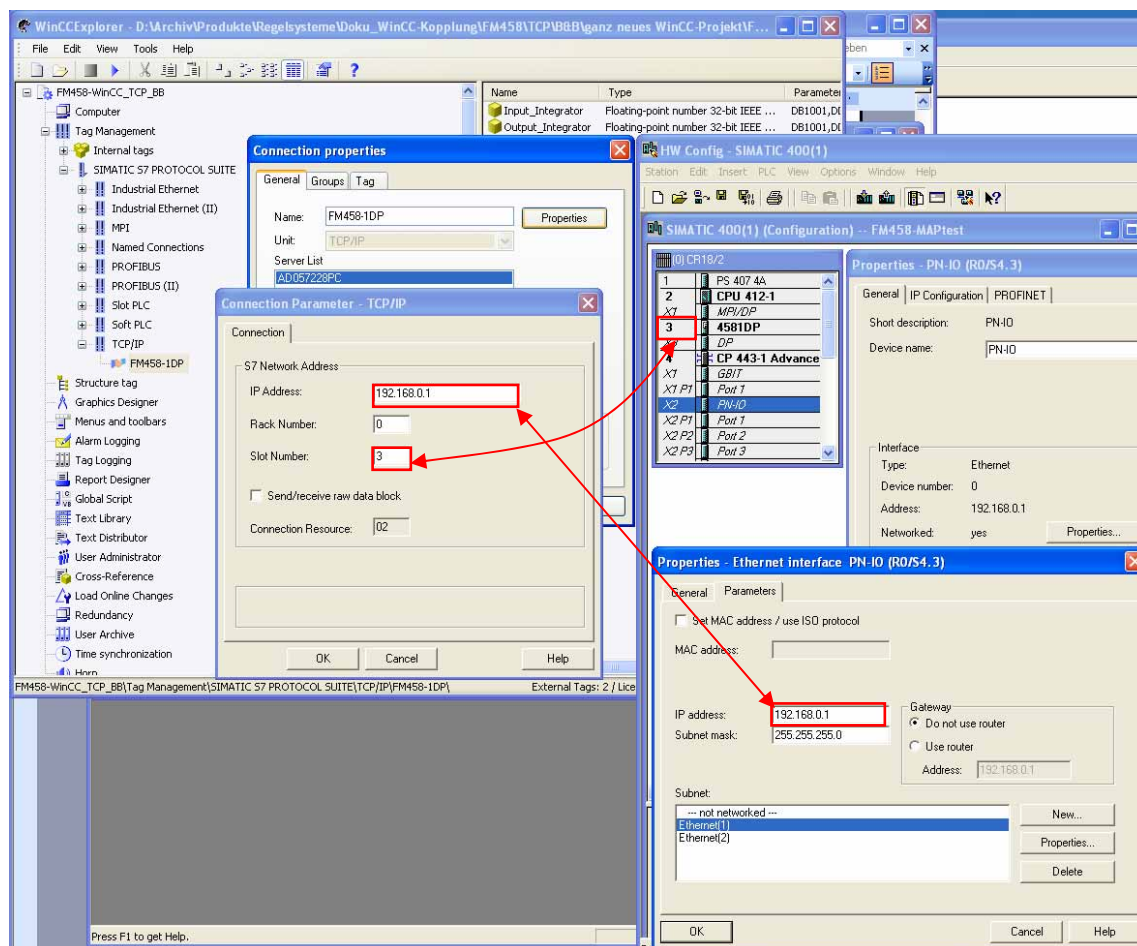 WinCCExplorer - D:\Archiv\Produkte\Regelsysteme\Doku_WinCC-Kopplung\FM458\TCP\B&B\ganz neues WinCC-Projekt\F...
File Edit View Tools Help
FM458-WinCC_TCP_BB
Computer
Tag Management
Internal tags
SIMATIC S7 PROTOCOL SUITE
Industrial Ethernet
Industrial Ethernet (II)
MPI
Named Connections
PROFIBUS
PROFIBUS (II)
Slot PLC
Soft PLC
TCP/IP
FM458-1DP
Structure tag
Graphics Designer
Menus and toolbars
Alarm Logging
Tag Logging
Report Designer
Global Script
Text Library
Text Distributor
User Administrator
Cross-Reference
Load Online Changes
Redundancy
User Archive
Time synchronization
Horn
FM458-WinCC_TCP_BB\Tag Management\SIMATIC S7 PROTOCOL SUITE\TCP/IP\FM458-1DP\ External Tags: 2 / Lice
Name Type Parameter
Input_Integrator Floating-point number 32-bit IEEE ... DB1001,DI
Output_Integrator Floating-point number 32-bit IEEE ... DB1001,DI
Connection properties
General Groups Tag
Name: FM458-1DP Properties
Unit: TCP/IP
Server List
AD057228PC
Connection Parameter - TCP/IP
Connection
S7 Network Address
IP Address: 192.168.0.1
Rack Number: 0
Slot Number: 3
Send/receive raw data block
Connection Resource: 02
OK Cancel Help
HW Config - SIMATIC 400(1)
Station Edit Insert PLC View Options Window Help
SIMATIC 400(1) (Configuration) -- FM458-MAPtest
(0) CR18/2
1 PS 407 4A
2 CPU 412-1
X1 MPI/DP
3 4581DP
DP
4 CP 443-1 Advance
X1 GBIT
X1 P1 Port 1
X2 PN-IO
X2 P1 Port 1
X2 P2 Port 2
X2 P3 Port 3
Properties - PN-IO (R0/S4.3)
General IP Configuration PROFINET
Short description: PN-IO
Device name: PN-IO
Interface
Type: Ethernet
Device number: 0
Address: 192.168.0.1
Networked: yes Properties...
Properties - Ethernet interface PN-IO (R0/S4.3)
General Parameters
Set MAC address / use ISO protocol
MAC address:
IP address: 192.168.0.1
Subnet mask: 255.255.255.0
Gateway
Do not use router
Use router
Address: 192.168.0.1
Subnet:
--- not networked ---
Ethernet(1)
Ethernet(2)
New...
Properties...
Delete
OK Cancel Help
Press F1 to get Help.